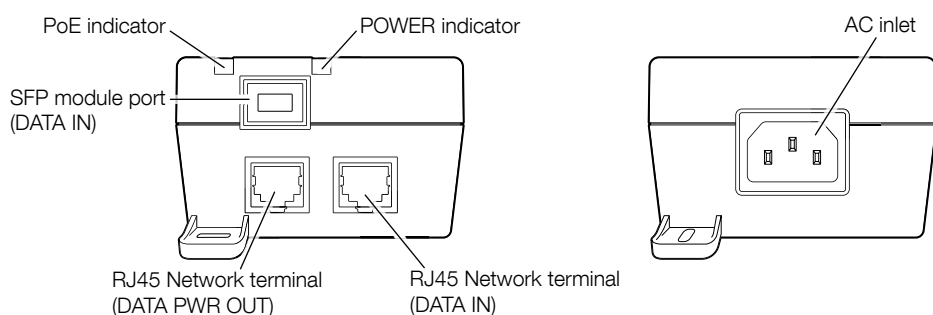 PoE indicator
POWER indicator
AC inlet
SFP module port
(DATA IN)
RJ45 Network terminal
(DATA PWR OUT)
RJ45 Network terminal
(DATA IN)